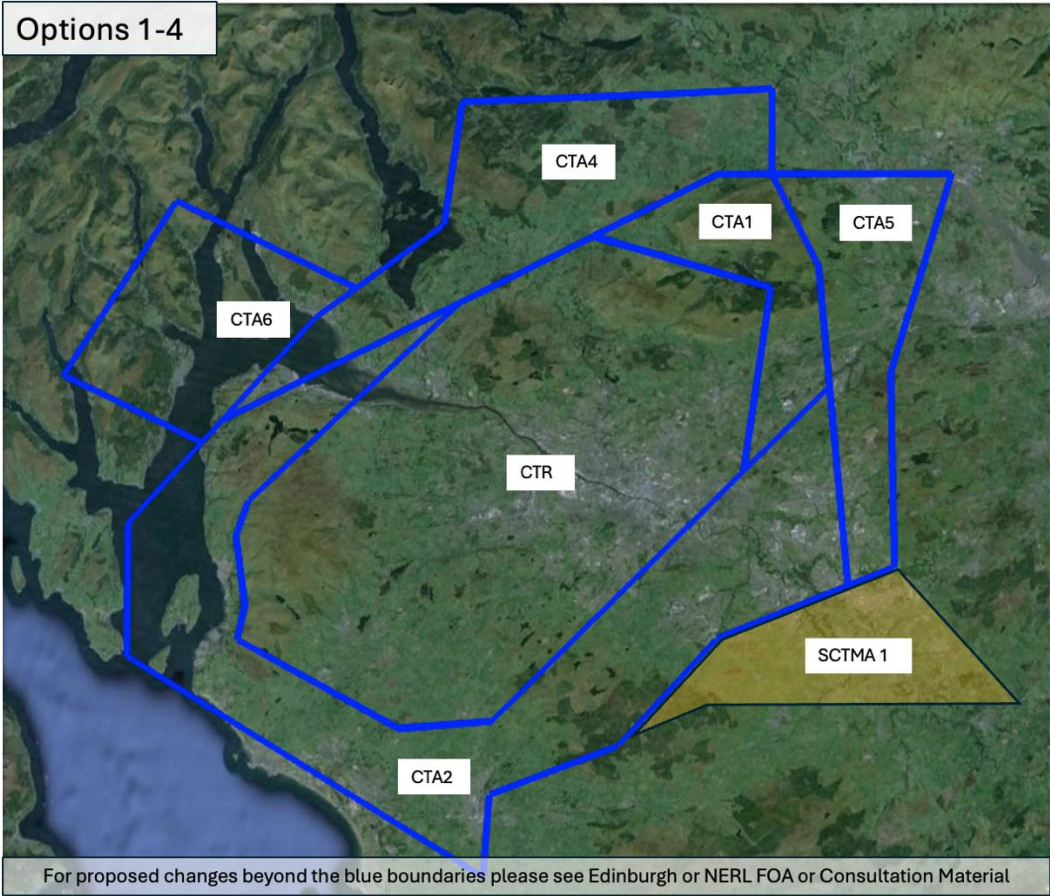 Options 1-4
CTA4
CTA1
CTA5
CTA6
CTR
SCTMA 1
CTA2
For proposed changes beyond the blue boundaries please see Edinburgh or NERL FOA or Consultation Material